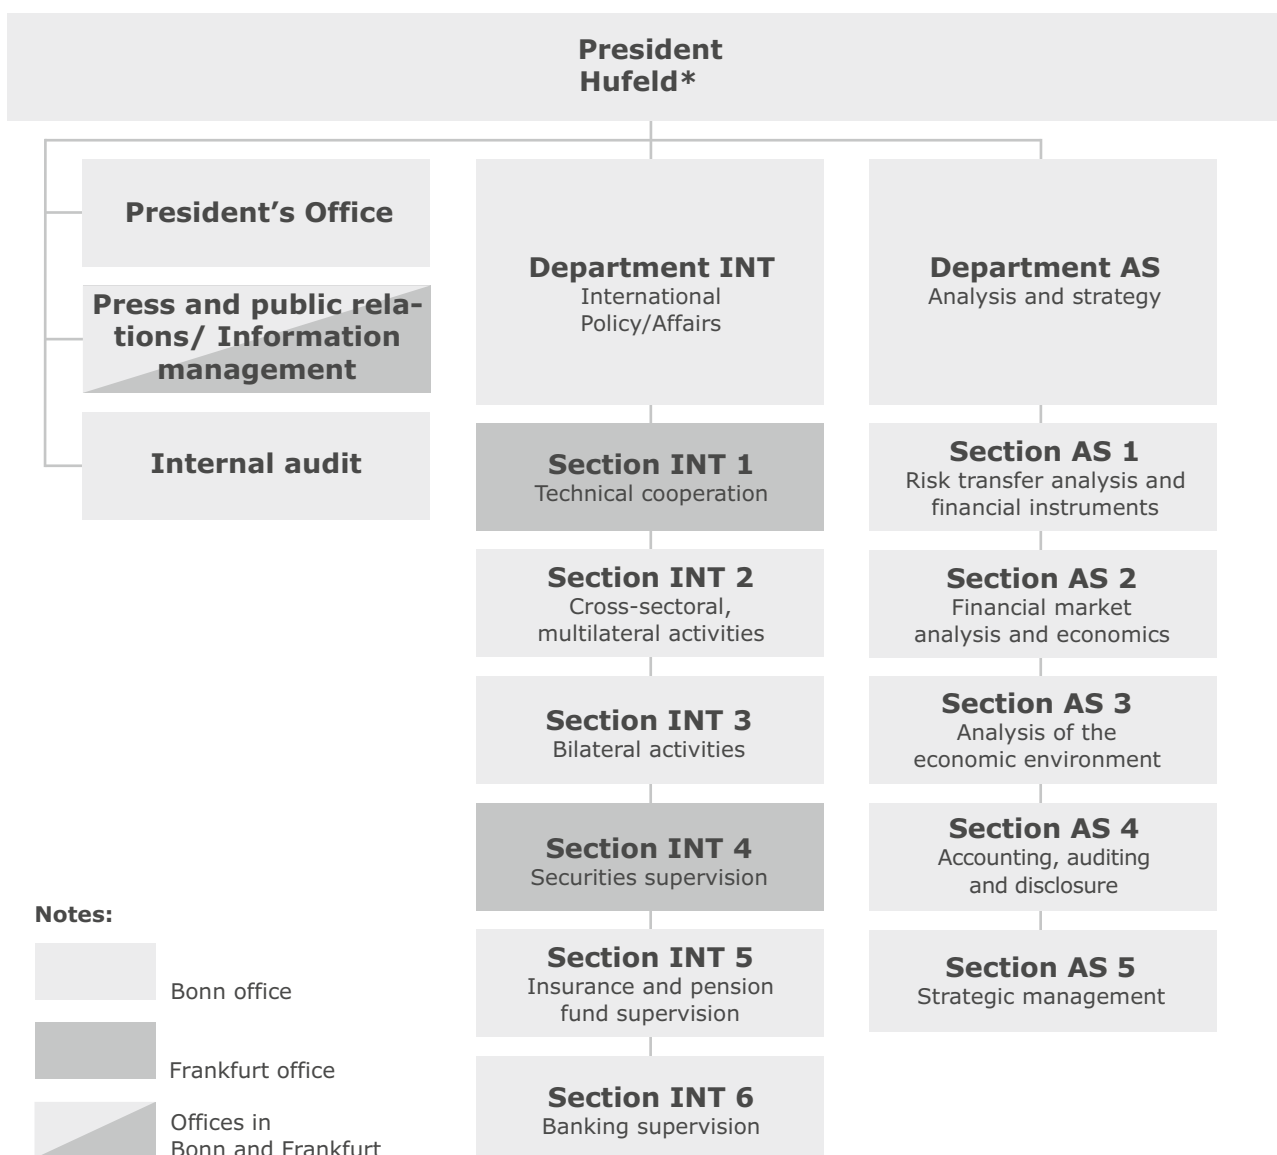 President
Hufeld*
President’s Office
Press and public rela-
tions/ Information
management
Internal audit
Department INT
International
Policy/Affairs
Section INT 1
Technical cooperation
Section INT 2
Cross-sectoral,
multilateral activities
Section INT 3
Bilateral activities
Section INT 4
Securities supervision
Section INT 5
Insurance and pension
fund supervision
Section INT 6
Banking supervision
Department AS
Analysis and strategy
Section AS 1
Risk transfer analysis and
financial instruments
Section AS 2
Financial market
analysis and economics
Section AS 3
Analysis of the
economic environment
Section AS 4
Accounting, auditing
and disclosure
Section AS 5
Strategic management
Notes:
Bonn office
Frankfurt office
Offices in
Bonn and Frankfurt